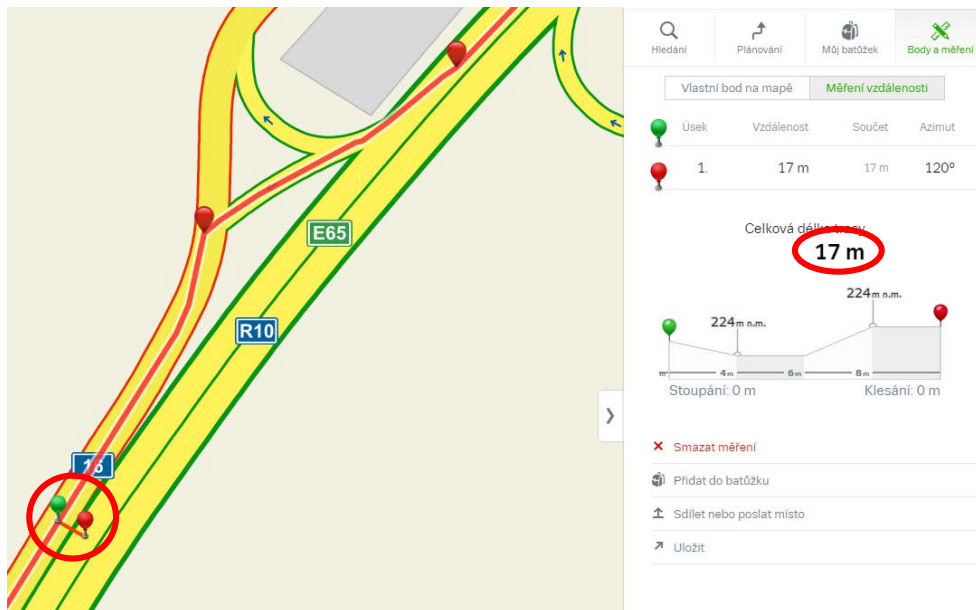 E65
R10
16
Hledání
Plánování
Můj batůžek
Body a měření
Vlastní bod na mapě
Měření vzdálenosti
Úsek Vzdálenost Součet Azimut
1. 17 m 17 m 120°
Celková délka trasy
17 m
224 m n.m.
224 m n.m.
m 4 m 6 m 8 m
Stoupání: 0 m Klesání: 0 m
Smazat měření
Přidat do batůžku
Sdílet nebo poslat místo
Uložit